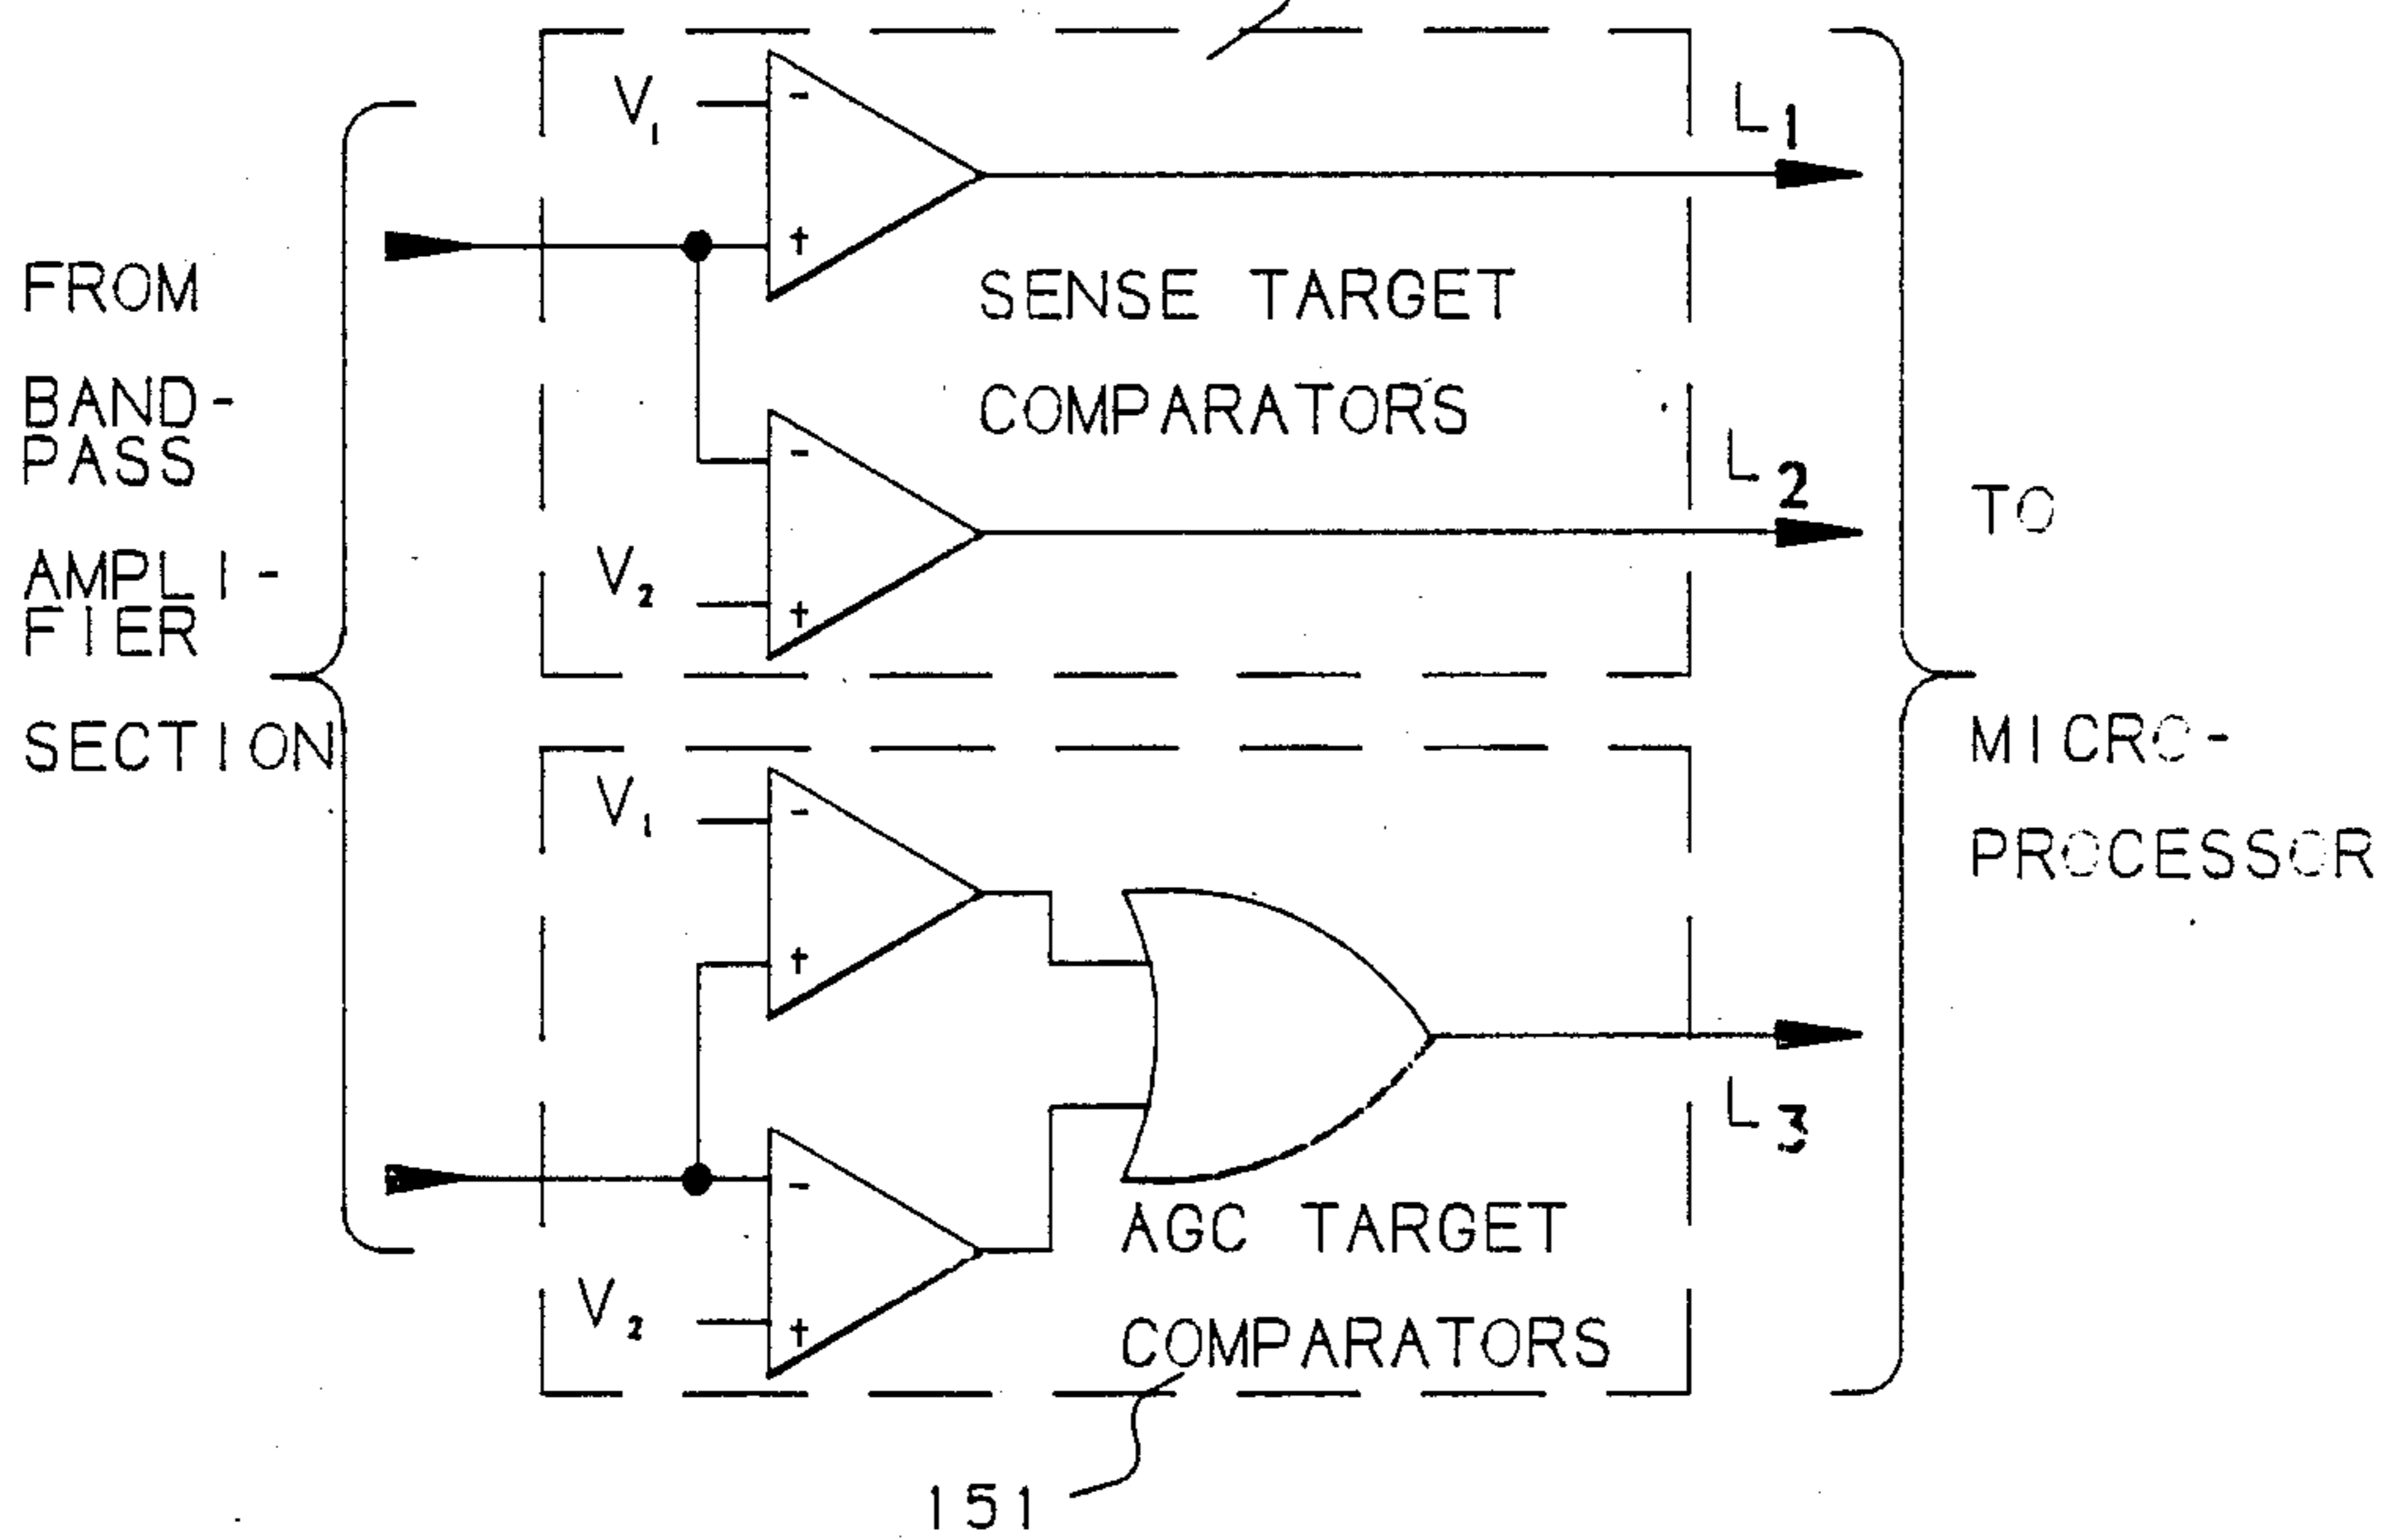 FROM
BAND-
PASS
AMPLI-
FIER
SECTION
V1
-
+
L1
SENSE TARGET
COMPARATORS
-
V2
+
L2
TO
MICRO-
PROCESSOR
V1
-
+
L3
-
V2
+
AGC TARGET
COMPARATORS
151